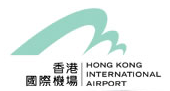 香港
國際機場
HONG KONG
INTERNATIONAL
AIRPORT